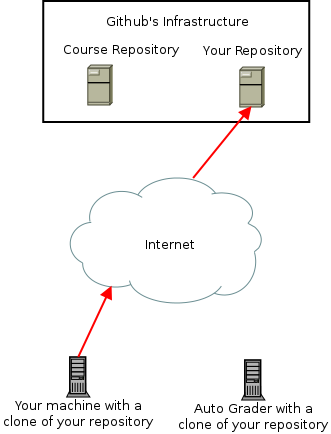 Github's Infrastructure
Course Repository
Your Repository
Internet
Your machine with a
clone of your repository
Auto Grader with a
clone of your repository